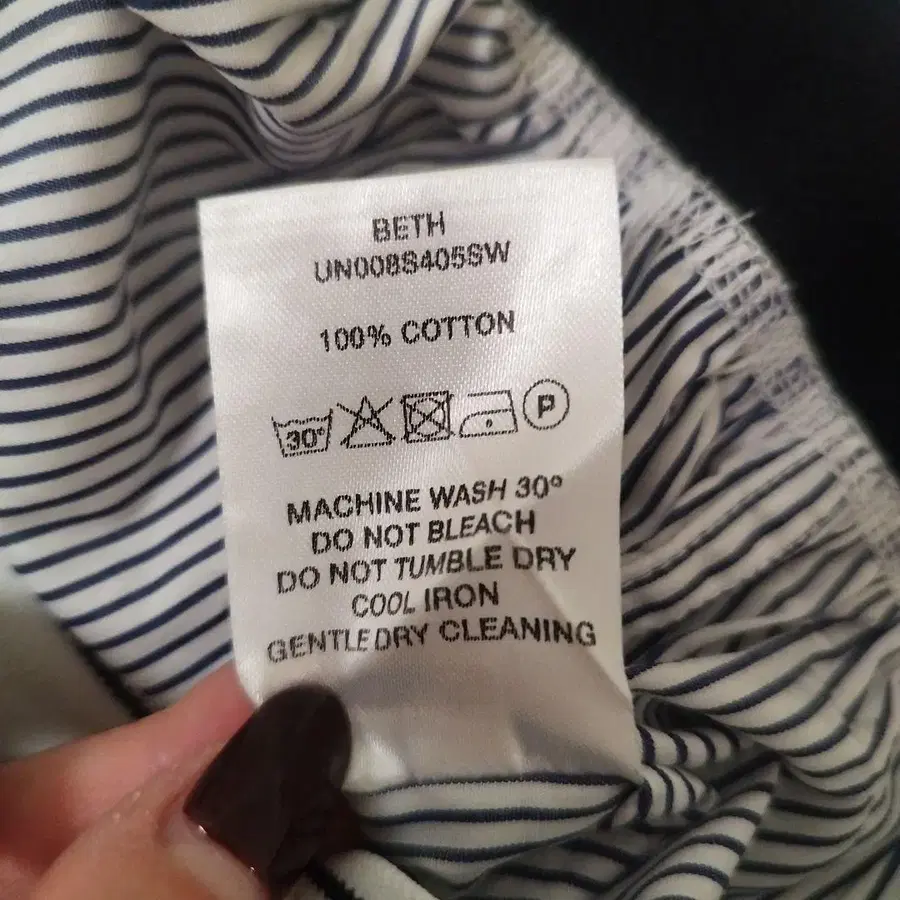 BETH
UN008S405SW
100% COTTON
30° P
MACHINE WASH 30º
DO NOT BLEACH
DO NOT TUMBLE DRY
COOL IRON
GENTLE DRY CLEANING